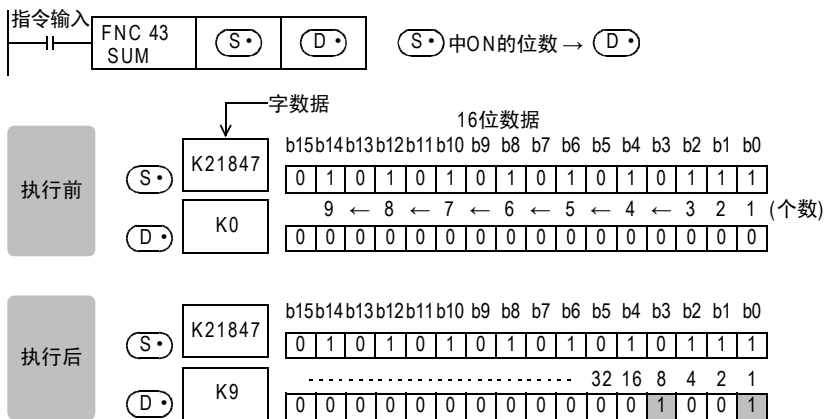 指令输入
FNC 43
SUM
S•
D•
S• 中ON的位数 → D•
字数据
16位数据
执行前
b15 b14 b13 b12 b11 b10 b9 b8 b7 b6 b5 b4 b3 b2 b1 b0
S•
K21847
0 1 0 1 0 1 0 1 0 1 0 1 0 1 1 1
9 ← 8 ← 7 ← 6 ← 5 ← 4 ← 3 2 1 (个数)
D•
K0
0 0 0 0 0 0 0 0 0 0 0 0 0 0 0 0
执行后
b15 b14 b13 b12 b11 b10 b9 b8 b7 b6 b5 b4 b3 b2 b1 b0
S•
K21847
0 1 0 1 0 1 0 1 0 1 0 1 0 1 1 1
32 16 8 4 2 1
D•
K9
0 0 0 0 0 0 0 0 0 0 0 0 1 0 0 1